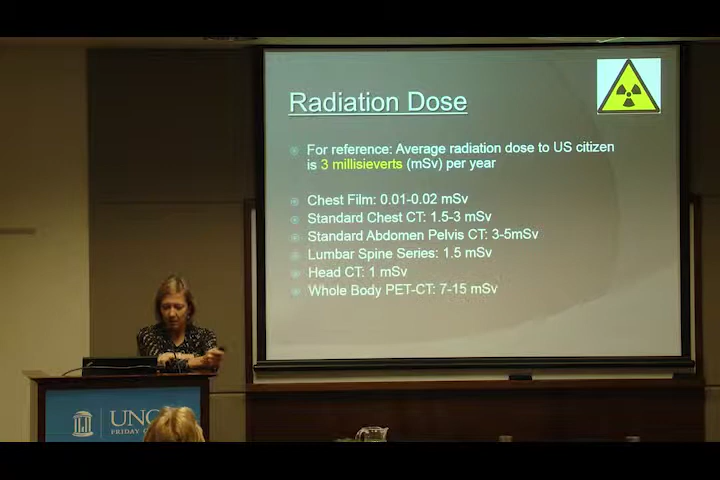 Radiation Dose
For reference: Average radiation dose to US citizen
is 3 millisieverts (mSv) per year
Chest Film: 0.01-0.02 mSv
Standard Chest CT: 1.5-3 mSv
Standard Abdomen Pelvis CT: 3-5mSv
Lumbar Spine Series: 1.5 mSv
Head CT: 1 mSv
Whole Body PET-CT: 7-15 mSv
UNC
FRIDAY